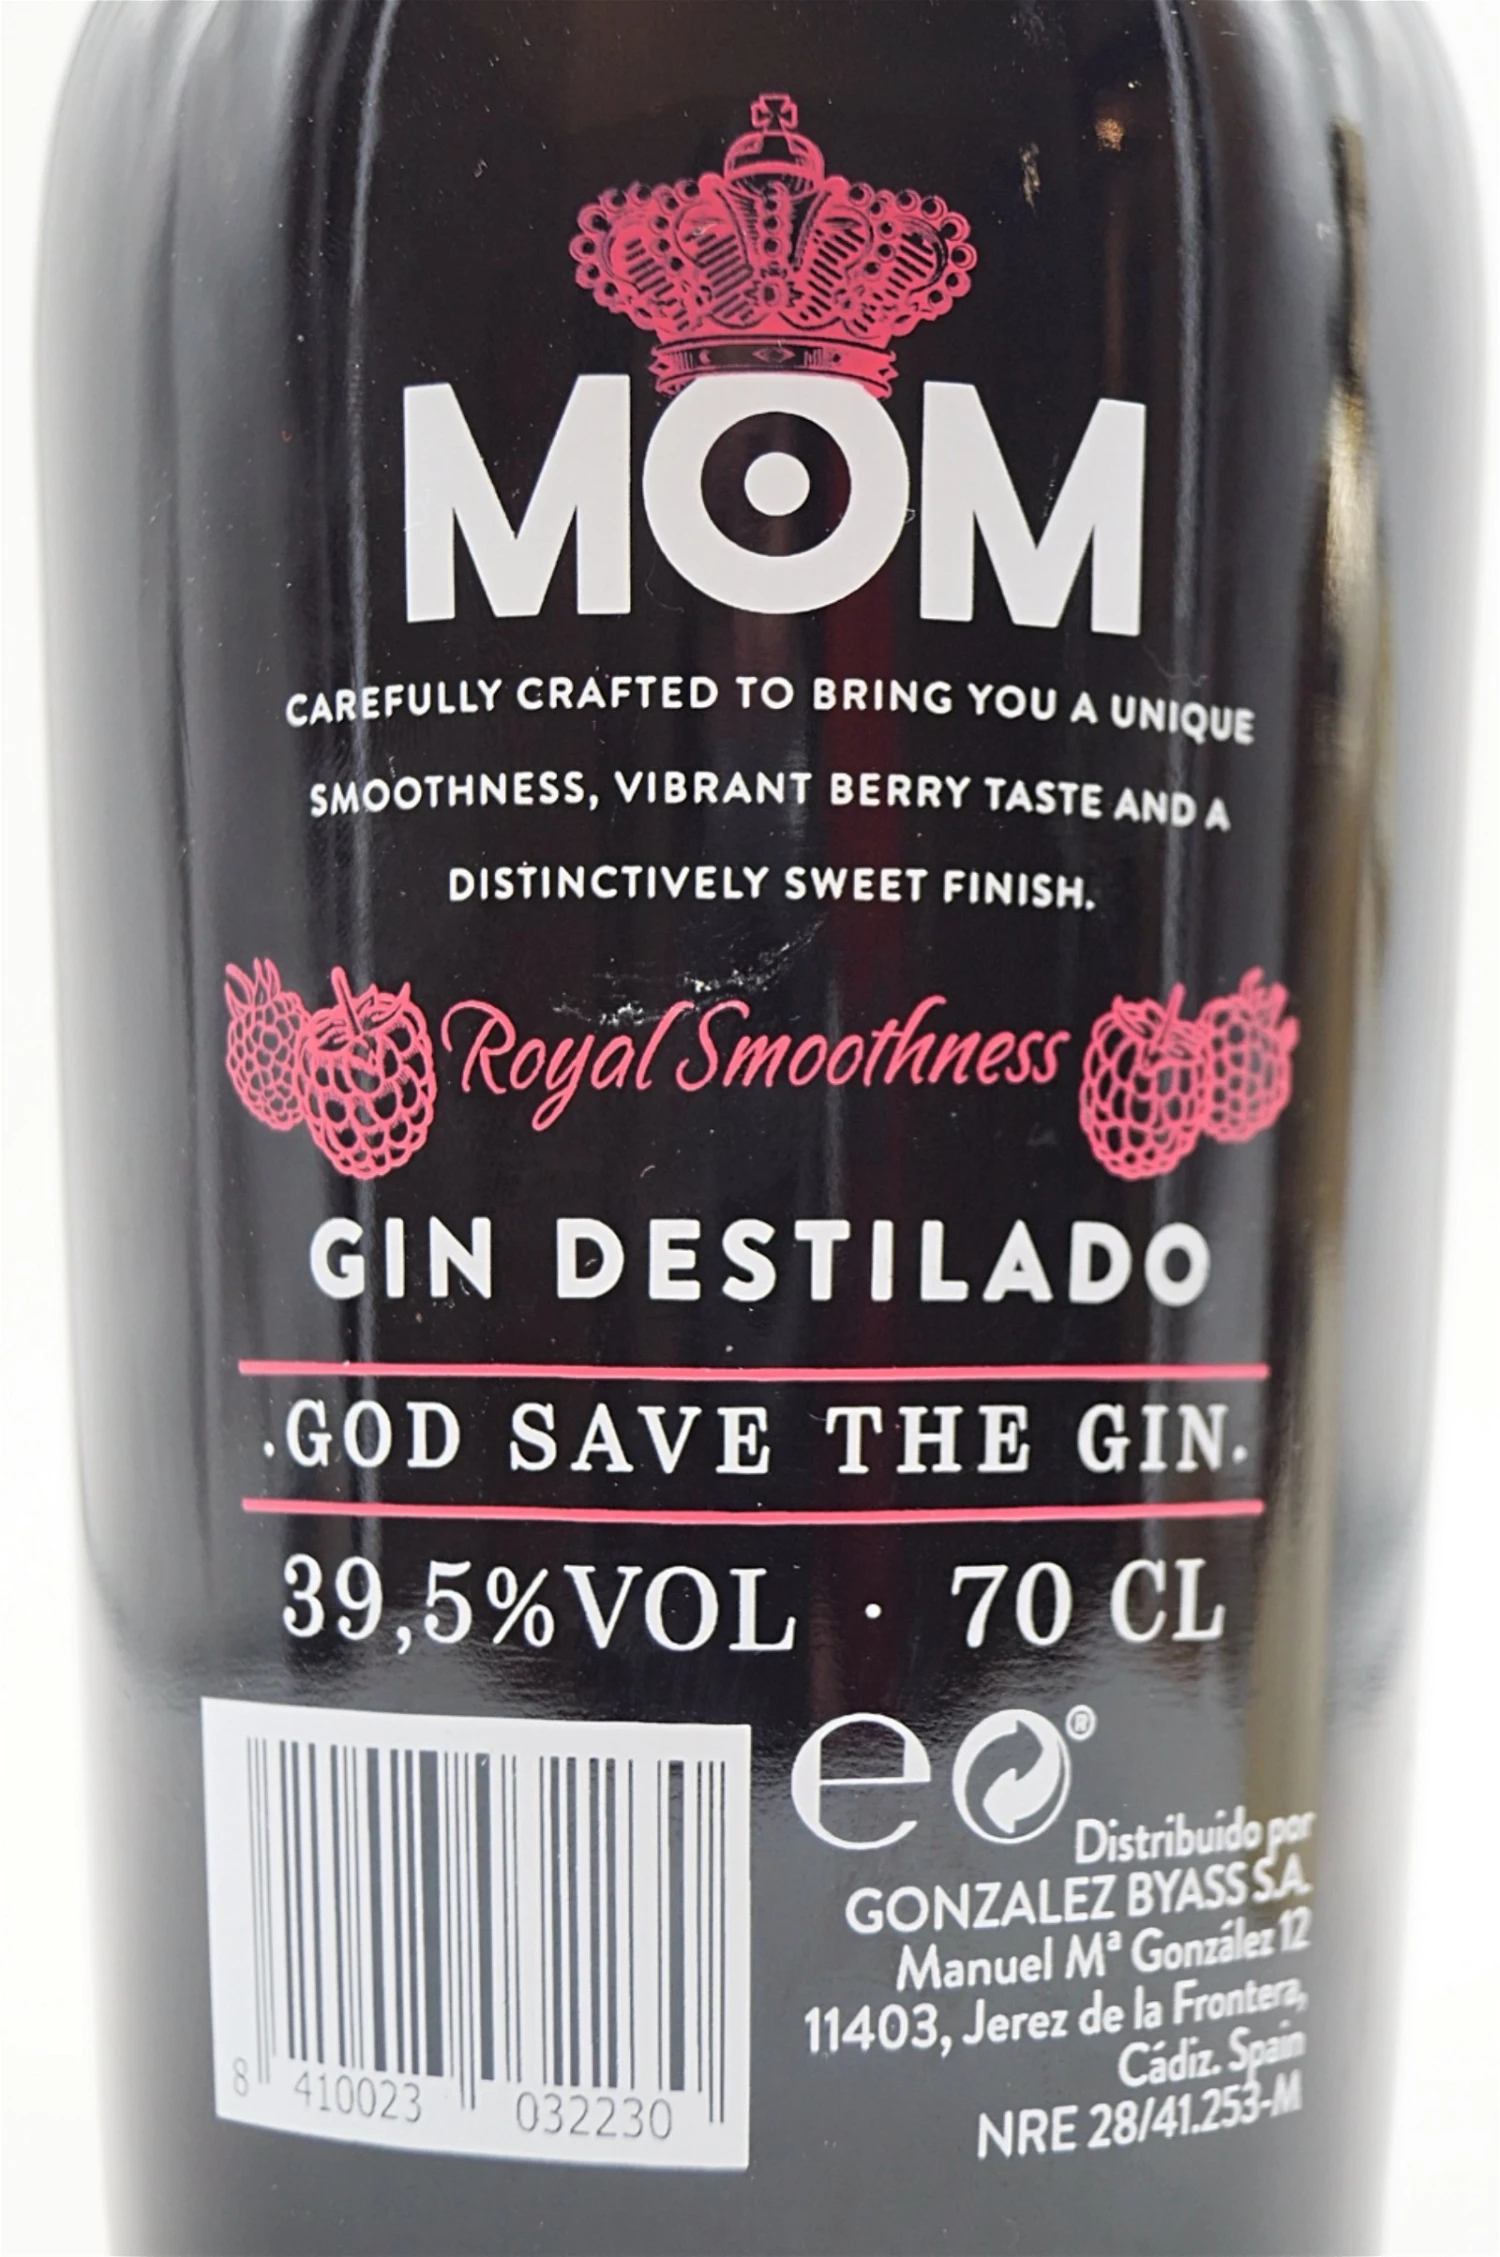 MOM
CAREFULLY CRAFTED TO BRING YOU A UNIQUE
SMOOTHNESS, VIBRANT BERRY TASTE AND A
DISTINCTIVELY SWEET FINISH.
Royal Smoothness
GIN DESTILADO
.GOD SAVE THE GIN.
39,5%VOL · 70 CL
e ®
Distribuido por
GONZALEZ BYASS S.A.
Manuel Mª González 12
11403, Jerez de la Frontera,
Cádiz. Spain
NRE 28/41.253-M
8 410023 032230